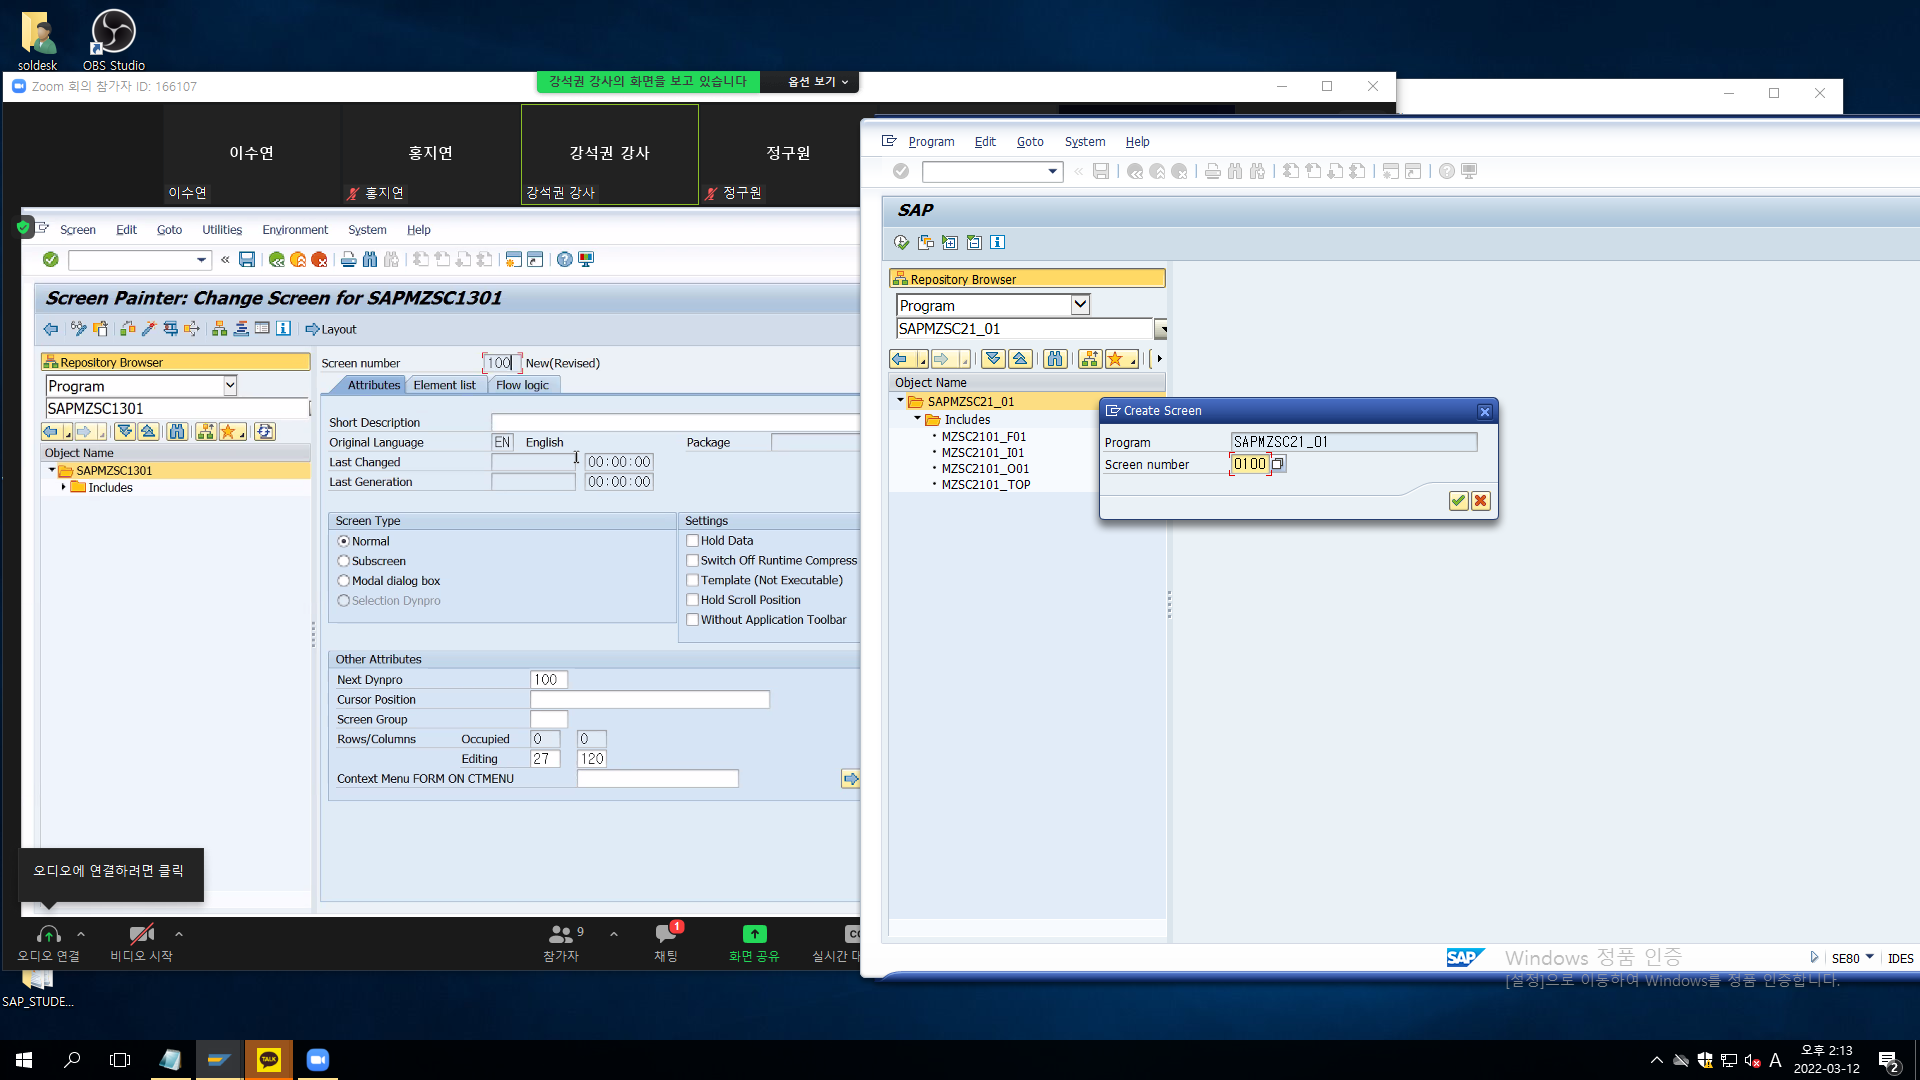 soldesk
OBS Studio
Zoom 회의 참가자 ID: 166107
강석권 강사의 화면을 보고 있습니다
옵션 보기
이수연
홍지연
강석권 강사
정구원
이수연
홍지연
강석권 강사
정구원
Screen Edit Goto Utilities Environment System Help
Screen Painter: Change Screen for SAPMZSC1301
Layout
Repository Browser
Program
SAPMZSC1301
Object Name
SAPMZSC1301
Includes
Screen number 100 New(Revised)
Attributes Element list Flow logic
Short Description
Original Language EN English Package
Last Changed 00:00:00
Last Generation 00:00:00
Screen Type
Normal
Subscreen
Modal dialog box
Selection Dynpro
Settings
Hold Data
Switch Off Runtime Compress
Template (Not Executable)
Hold Scroll Position
Without Application Toolbar
Other Attributes
Next Dynpro 100
Cursor Position
Screen Group
Rows/Columns Occupied 0 0
Editing 27 120
Context Menu FORM ON CTMENU
오디오에 연결하려면 클릭
오디오 연결
비디오 시작
9
참가자
1
채팅
화면 공유
실시간
Program Edit Goto System Help
SAP
Repository Browser
Program
SAPMZSC21_01
Object Name
SAPMZSC21_01
Includes
MZSC2101_F01
MZSC2101_I01
MZSC2101_O01
MZSC2101_TOP
Create Screen
Program SAPMZSC21_01
Screen number 0100
SAP
Windows 정품 인증
[설정]으로 이동하여 Windows를 정품 인증합니다.
SE80
IDES
SAP_STUDE...
TALK
A
오후 2:13
2022-03-12
2